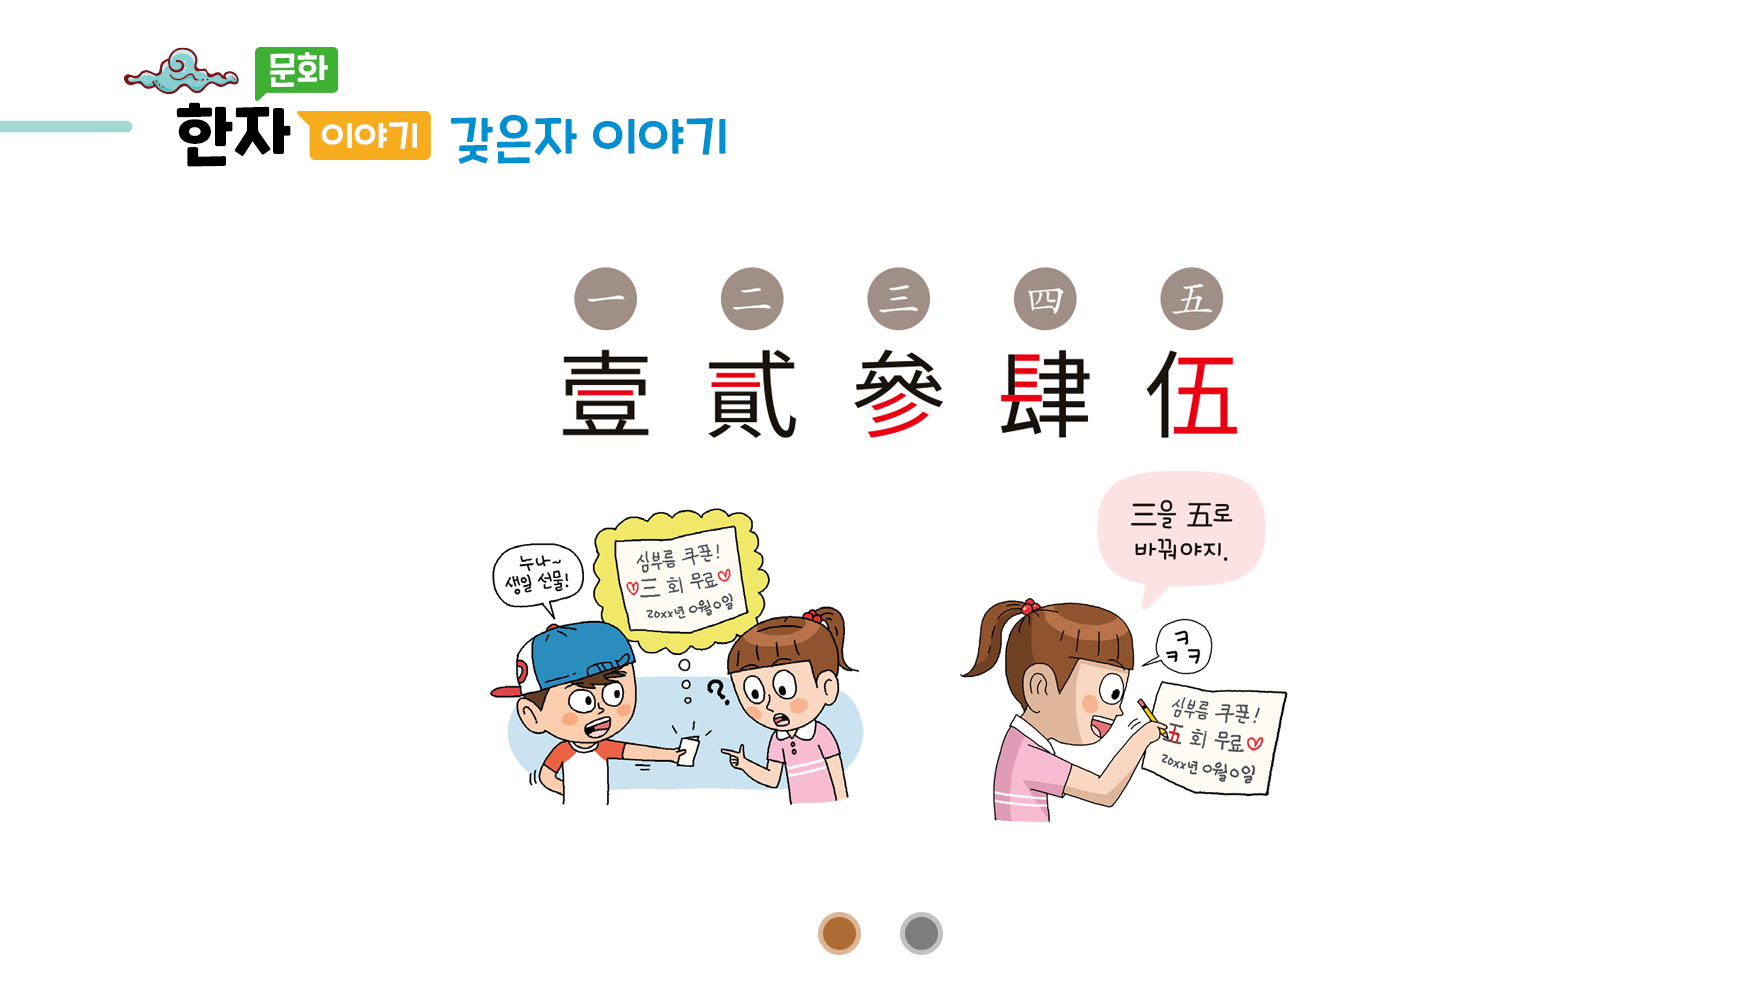 문화
한자 이야기 갖은자 이야기
一 二 三 四 五
壹 貳 參 肆 伍
누나~
생일 선물!
심부름 쿠폰!
三 회 무료
20xx년 0월0일
?
三을 五로
바꿔야지.
ㅋ
ㅋㅋ
심부름 쿠폰!
五 회 무료
20xx년 0월0일